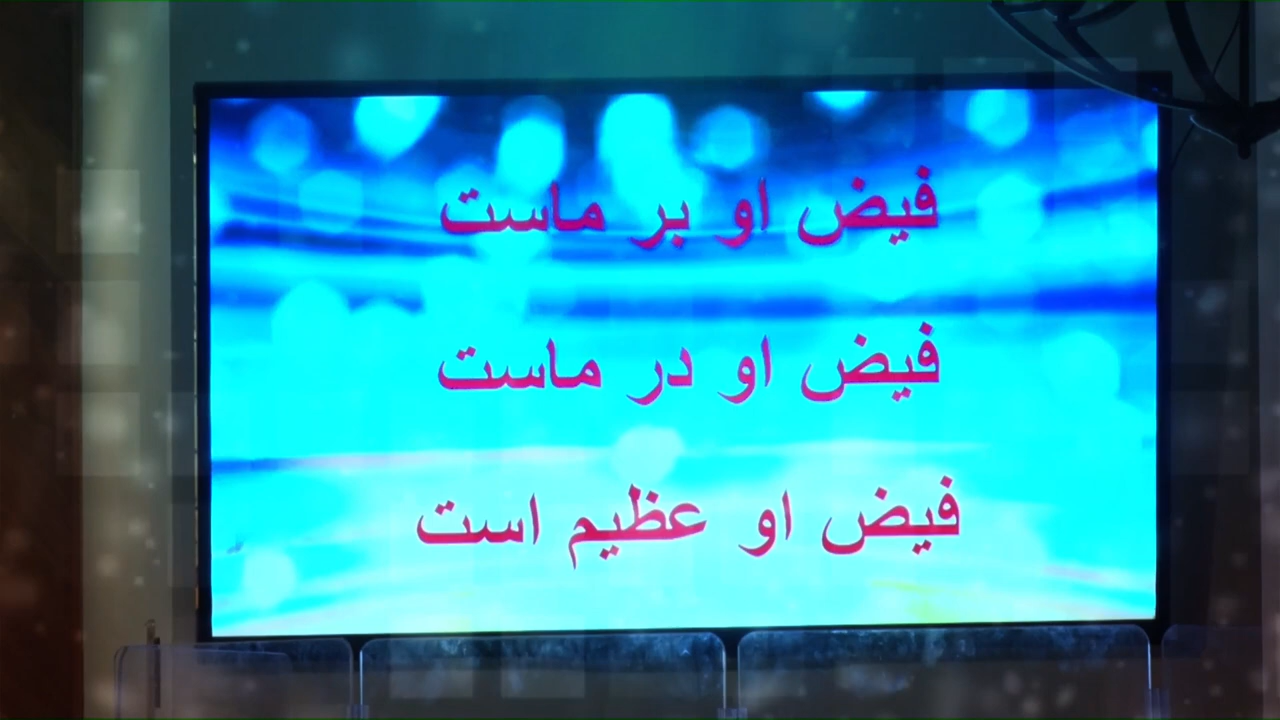 فیض او بر ماست
فیض او در ماست
فیض او عظیم است